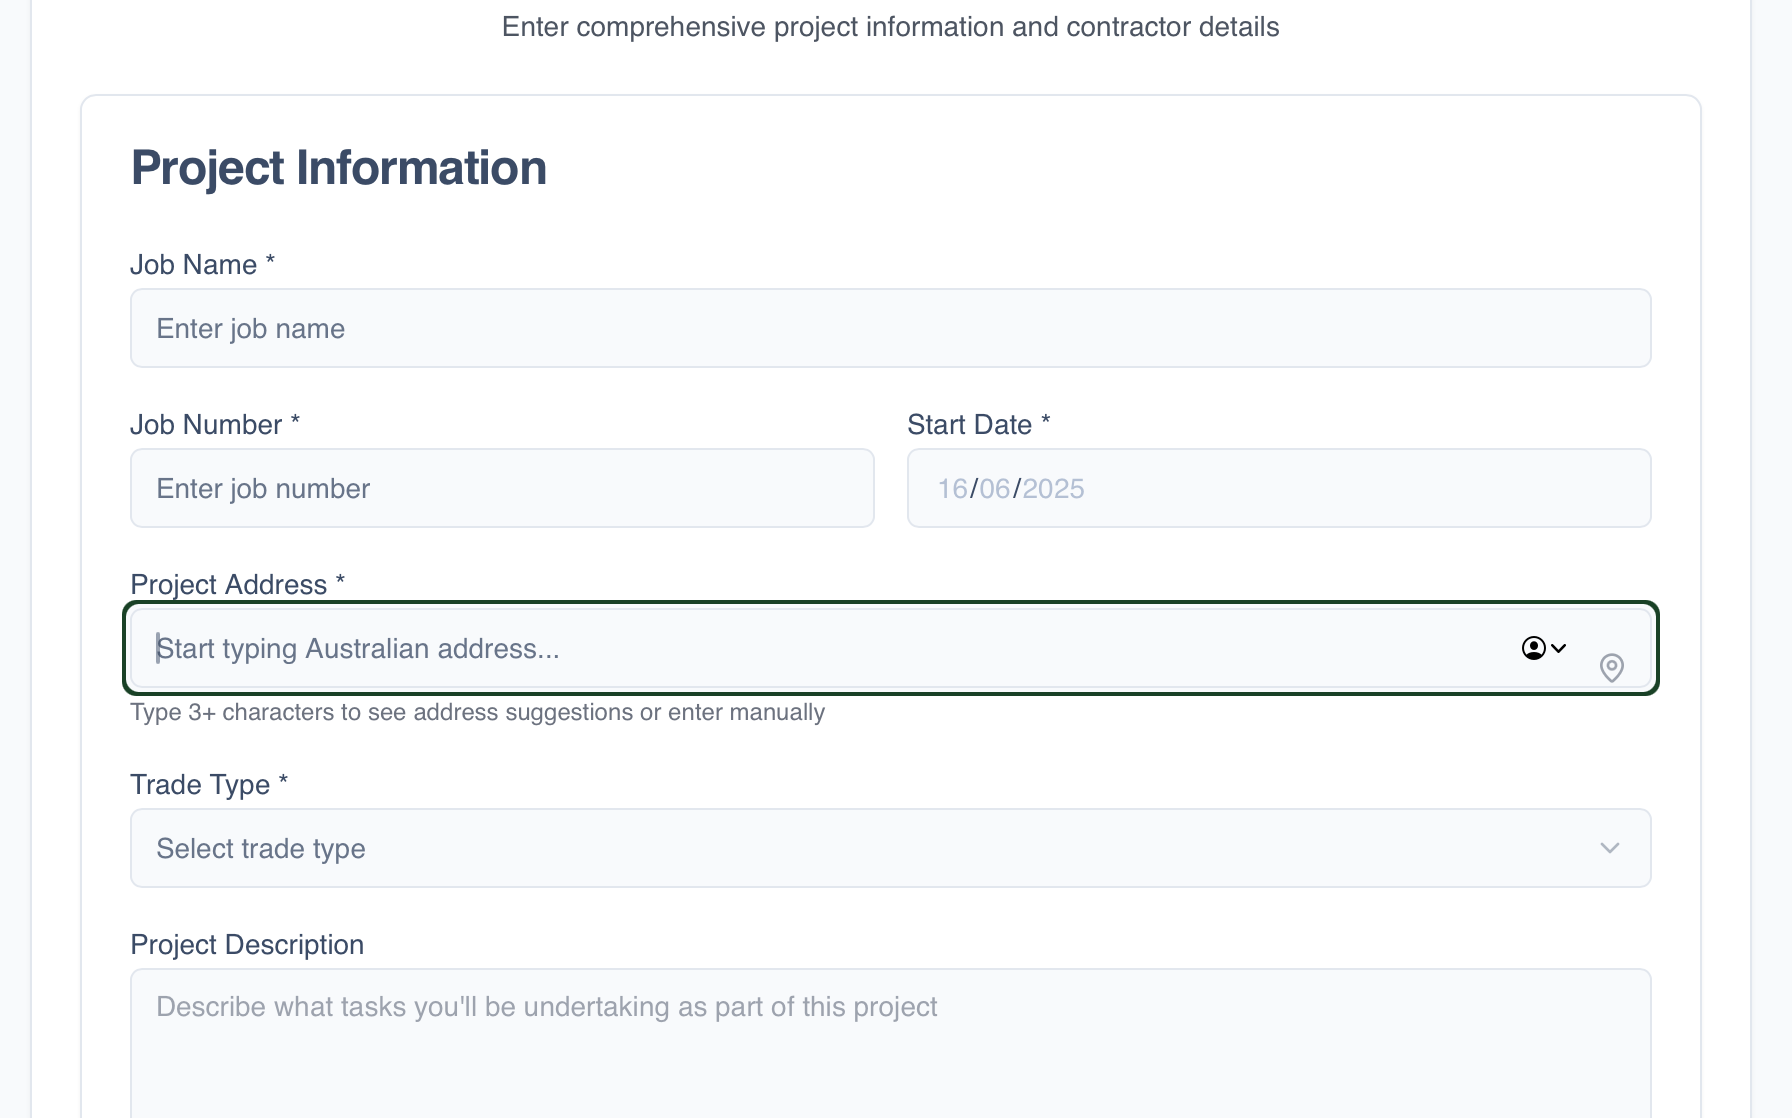 Enter comprehensive project information and contractor details
Project Information
Job Name *
Enter job name
Job Number *
Start Date *
Enter job number
16/06/2025
Project Address *
Start typing Australian address...
Type 3+ characters to see address suggestions or enter manually
Trade Type *
Select trade type
Project Description
Describe what tasks you'll be undertaking as part of this project